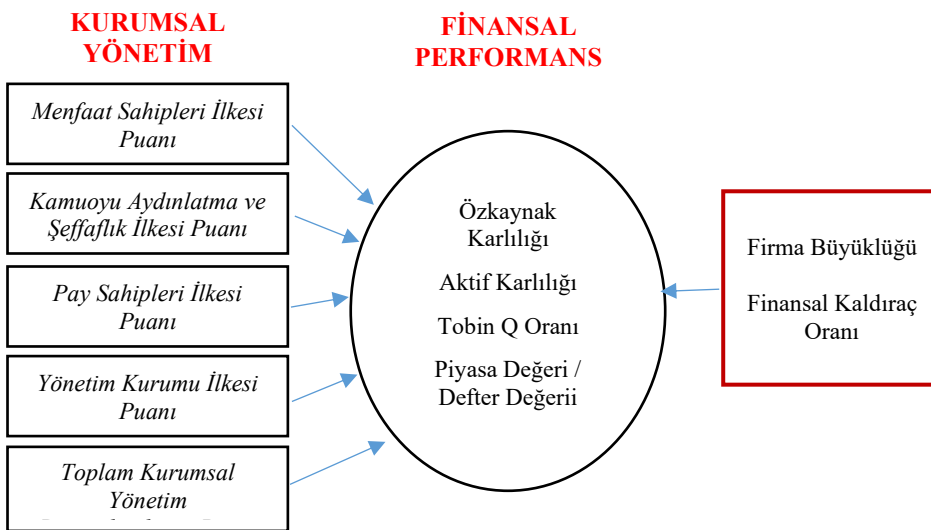 KURUMSAL
YÖNETİM
FİNANSAL
PERFORMANS
Menfaat Sahipleri İlkesi
Puanı
Kamuoyu Aydınlatma ve
Şeffaflık İlkesi Puanı
Pay Sahipleri İlkesi
Puanı
Yönetim Kurumu İlkesi
Puanı
Toplam Kurumsal
Yönetim
Özkaynak
Karlılığı
Aktif Karlılığı
Tobin Q Oranı
Piyasa Değeri /
Defter Değerii
Firma Büyüklüğü
Finansal Kaldıraç
Oranı